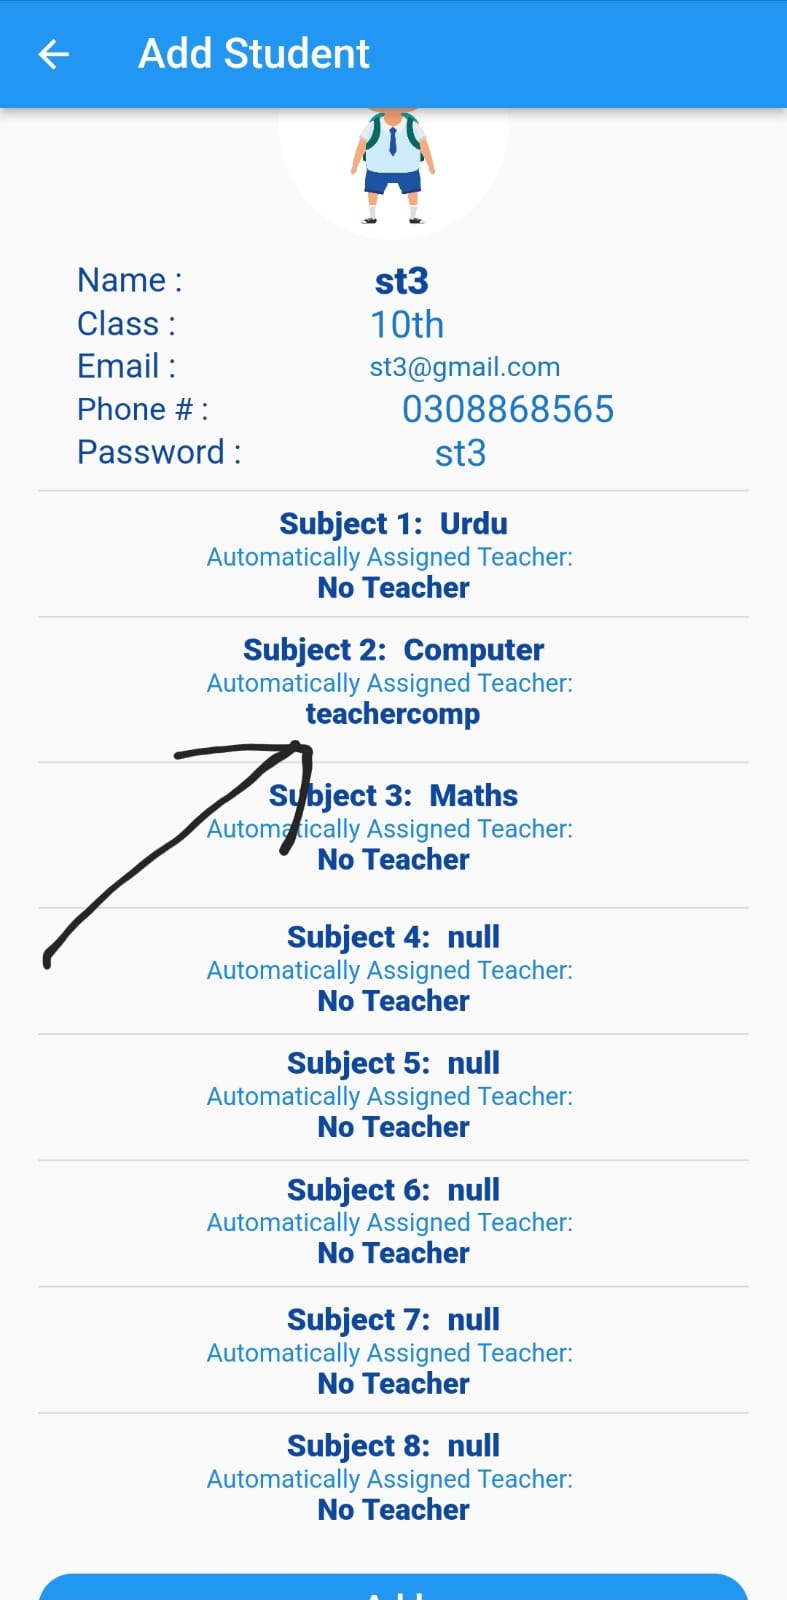 Add Student
Name : st3
Class : 10th
Email : st3@gmail.com
Phone # : 0308868565
Password : st3
Subject 1: Urdu
Automatically Assigned Teacher:
No Teacher
Subject 2: Computer
Automatically Assigned Teacher:
teachercomp
Subject 3: Maths
Automatically Assigned Teacher:
No Teacher
Subject 4: null
Automatically Assigned Teacher:
No Teacher
Subject 5: null
Automatically Assigned Teacher:
No Teacher
Subject 6: null
Automatically Assigned Teacher:
No Teacher
Subject 7: null
Automatically Assigned Teacher:
No Teacher
Subject 8: null
Automatically Assigned Teacher:
No Teacher